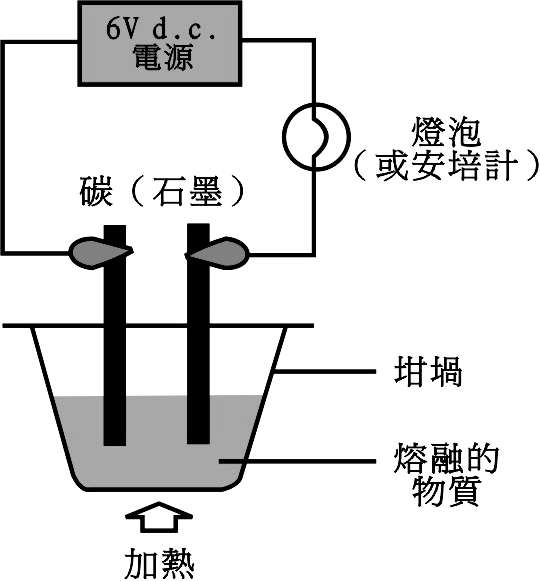 6V d.c.
電源
燈泡
（或安培計）
碳（石墨）
坩堝
熔融的
物質
加熱